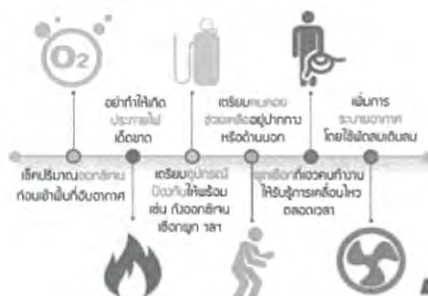 O2
อย่าทำให้เกิด
ประกายไฟ
เด็ดขาด
เตรียมคนคอย
ช่วยเหลืออยู่ปากทาง
หรือด้านนอก
เพิ่มการ
ระบายอากาศ
โดยใช้พัดลมเติมลม
เช็คปริมาณออกซิเจน
ก่อนเข้าพื้นที่อับอากาศ
เตรียมอุปกรณ์
ป้องกันให้พร้อม
เช่น ถังออกซิเจน
เชือกผูก ฯลฯ
ผูกเชือกที่เอวคนทำงาน
ให้รับรู้การเคลื่อนไหว
ตลอดเวลา